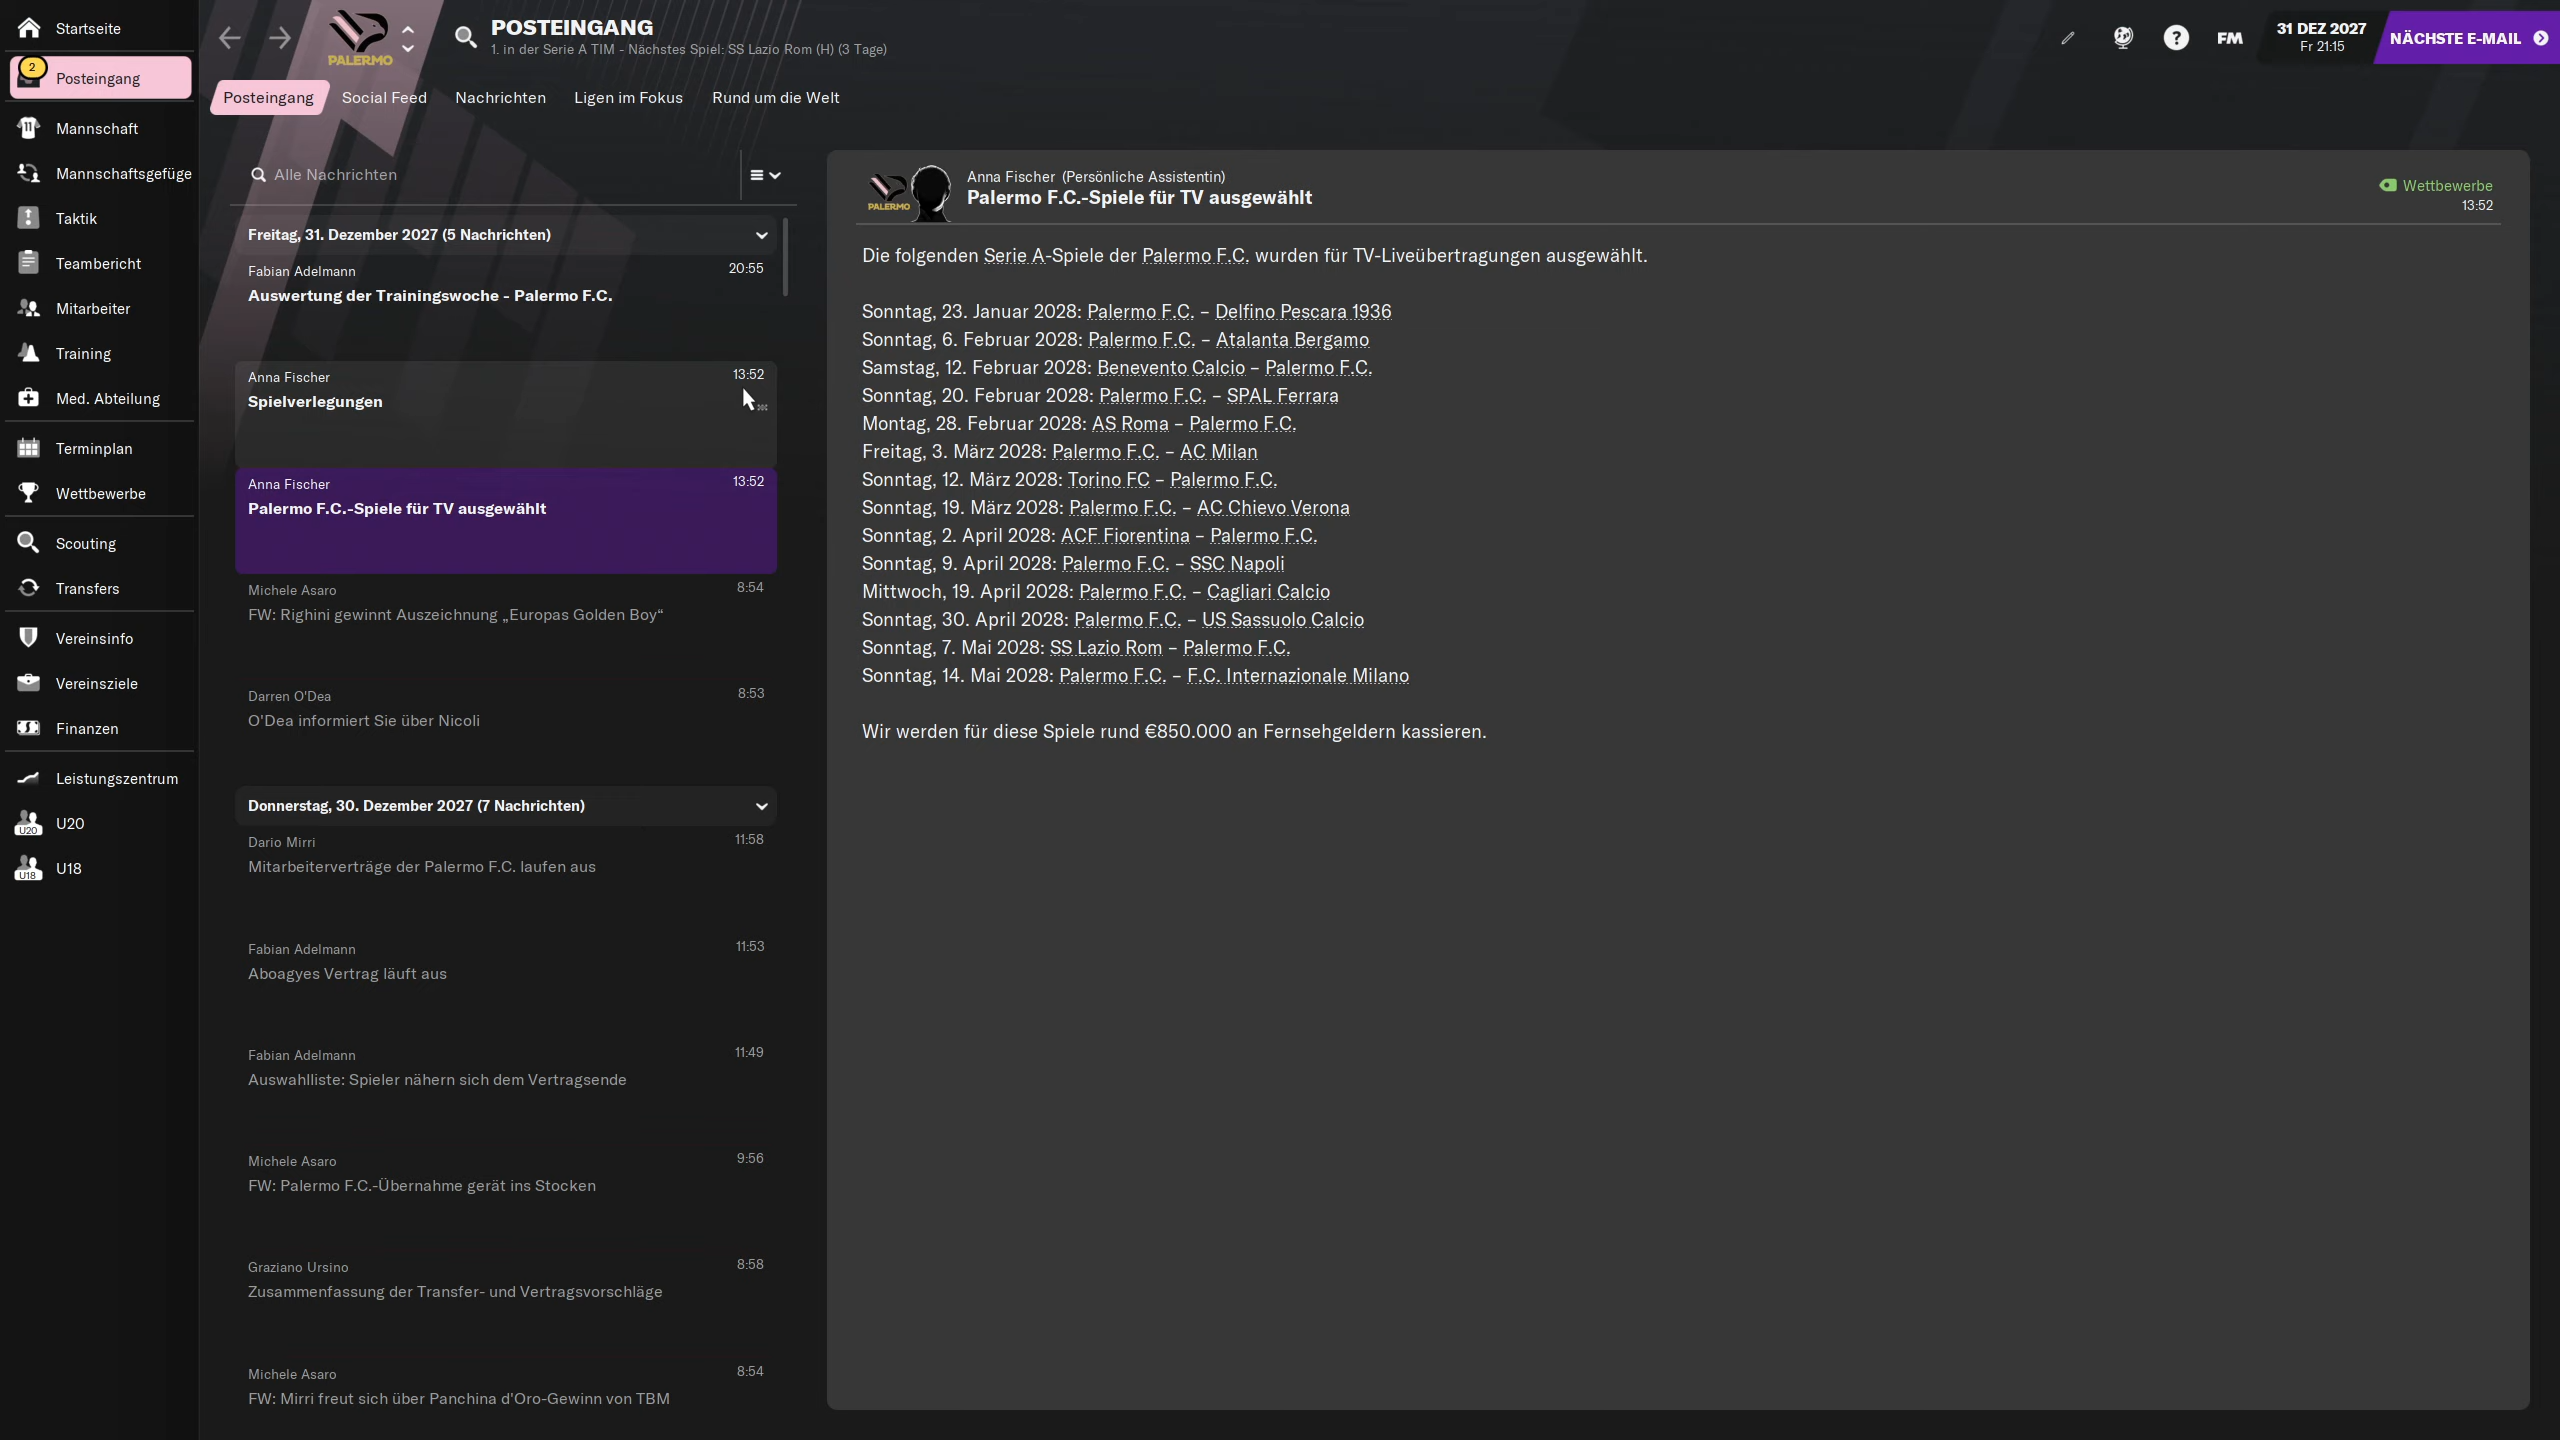 Startseite
2
Posteingang
Mannschaft
Mannschaftsgefüge
Taktik
Teambericht
Mitarbeiter
Training
Med. Abteilung
Terminplan
Wettbewerbe
Scouting
Transfers
Vereinsinfo
Vereinsziele
Finanzen
Leistungszentrum
U20
U20
U18
U18
PALERMO
POSTEINGANG
1. in der Serie A TIM - Nächstes Spiel: SS Lazio Rom (H) (3 Tage)
FM
31 DEZ 2027
Fr 21:15
NÄCHSTE E-MAIL
Posteingang
Social Feed
Nachrichten
Ligen im Fokus
Rund um die Welt
Alle Nachrichten
Freitag, 31. Dezember 2027 (5 Nachrichten)
Fabian Adelmann 20:55
Auswertung der Trainingswoche - Palermo F.C.
Anna Fischer 13:52
Spielverlegungen
Anna Fischer 13:52
Palermo F.C.-Spiele für TV ausgewählt
Michele Asaro 8:54
FW: Righini gewinnt Auszeichnung „Europas Golden Boy“
Darren O'Dea 8:53
O'Dea informiert Sie über Nicoli
Donnerstag, 30. Dezember 2027 (7 Nachrichten)
Dario Mirri 11:58
Mitarbeiterverträge der Palermo F.C. laufen aus
Fabian Adelmann 11:53
Aboagyes Vertrag läuft aus
Fabian Adelmann 11:49
Auswahlliste: Spieler nähern sich dem Vertragsende
Michele Asaro 9:56
FW: Palermo F.C.-Übernahme gerät ins Stocken
Graziano Ursino 8:58
Zusammenfassung der Transfer- und Vertragsvorschläge
Michele Asaro 8:54
FW: Mirri freut sich über Panchina d'Oro-Gewinn von TBM
PALERMO
Anna Fischer (Persönliche Assistentin)
Palermo F.C.-Spiele für TV ausgewählt
Wettbewerbe
13:52
Die folgenden Serie A-Spiele der Palermo F.C. wurden für TV-Liveübertragungen ausgewählt.
Sonntag, 23. Januar 2028: Palermo F.C. – Delfino Pescara 1936
Sonntag, 6. Februar 2028: Palermo F.C. – Atalanta Bergamo
Samstag, 12. Februar 2028: Benevento Calcio – Palermo F.C.
Sonntag, 20. Februar 2028: Palermo F.C. – SPAL Ferrara
Montag, 28. Februar 2028: AS Roma – Palermo F.C.
Freitag, 3. März 2028: Palermo F.C. – AC Milan
Sonntag, 12. März 2028: Torino FC – Palermo F.C.
Sonntag, 19. März 2028: Palermo F.C. – AC Chievo Verona
Sonntag, 2. April 2028: ACF Fiorentina – Palermo F.C.
Sonntag, 9. April 2028: Palermo F.C. – SSC Napoli
Mittwoch, 19. April 2028: Palermo F.C. – Cagliari Calcio
Sonntag, 30. April 2028: Palermo F.C. – US Sassuolo Calcio
Sonntag, 7. Mai 2028: SS Lazio Rom – Palermo F.C.
Sonntag, 14. Mai 2028: Palermo F.C. – F.C. Internazionale Milano
Wir werden für diese Spiele rund €850.000 an Fernsehgeldern kassieren.